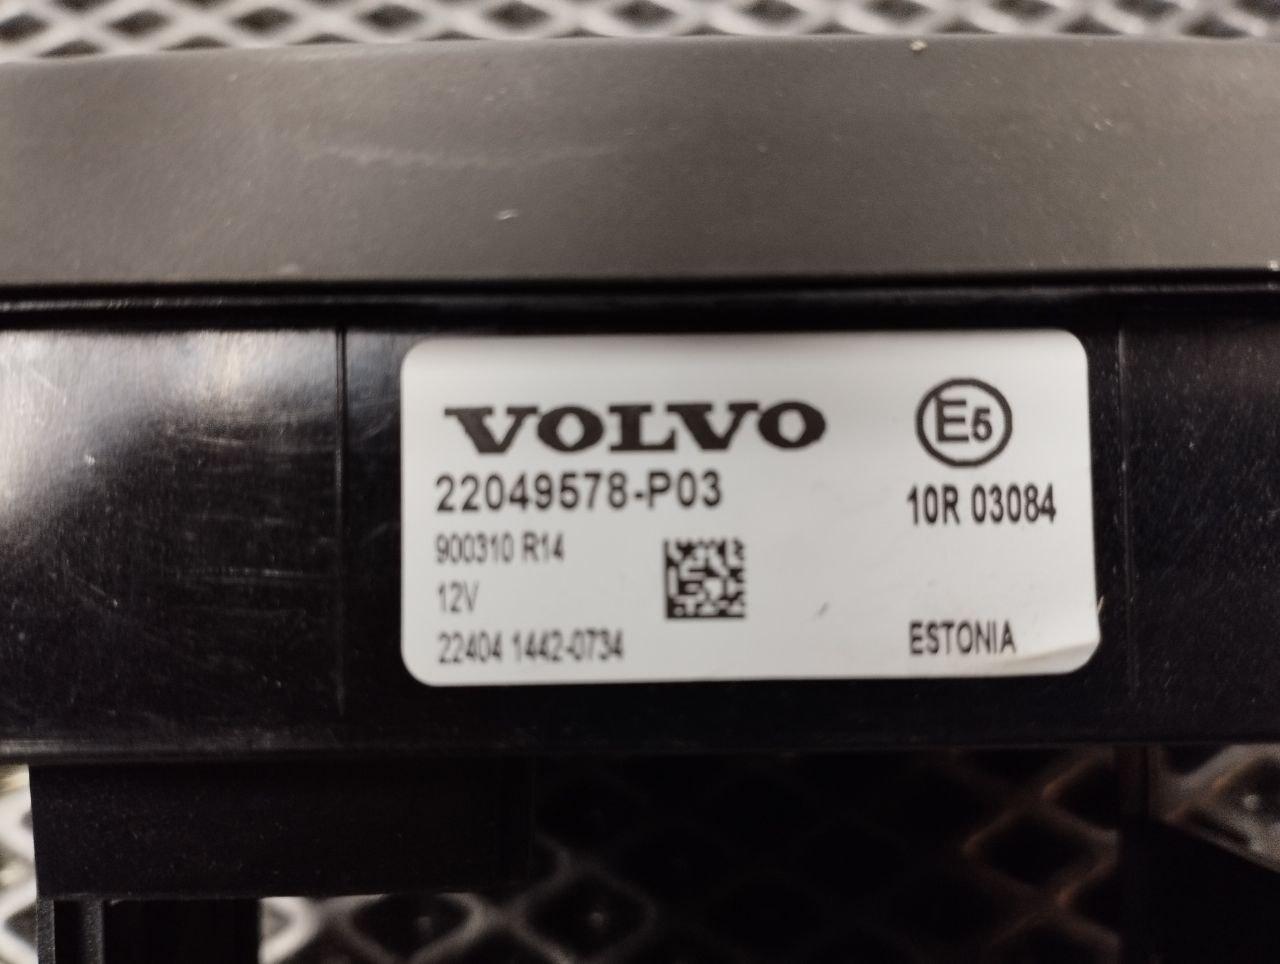 VOLVO
E5
22049578-P03
10R 03084
900310 R14
12V
22404 1442-0734
ESTONIA